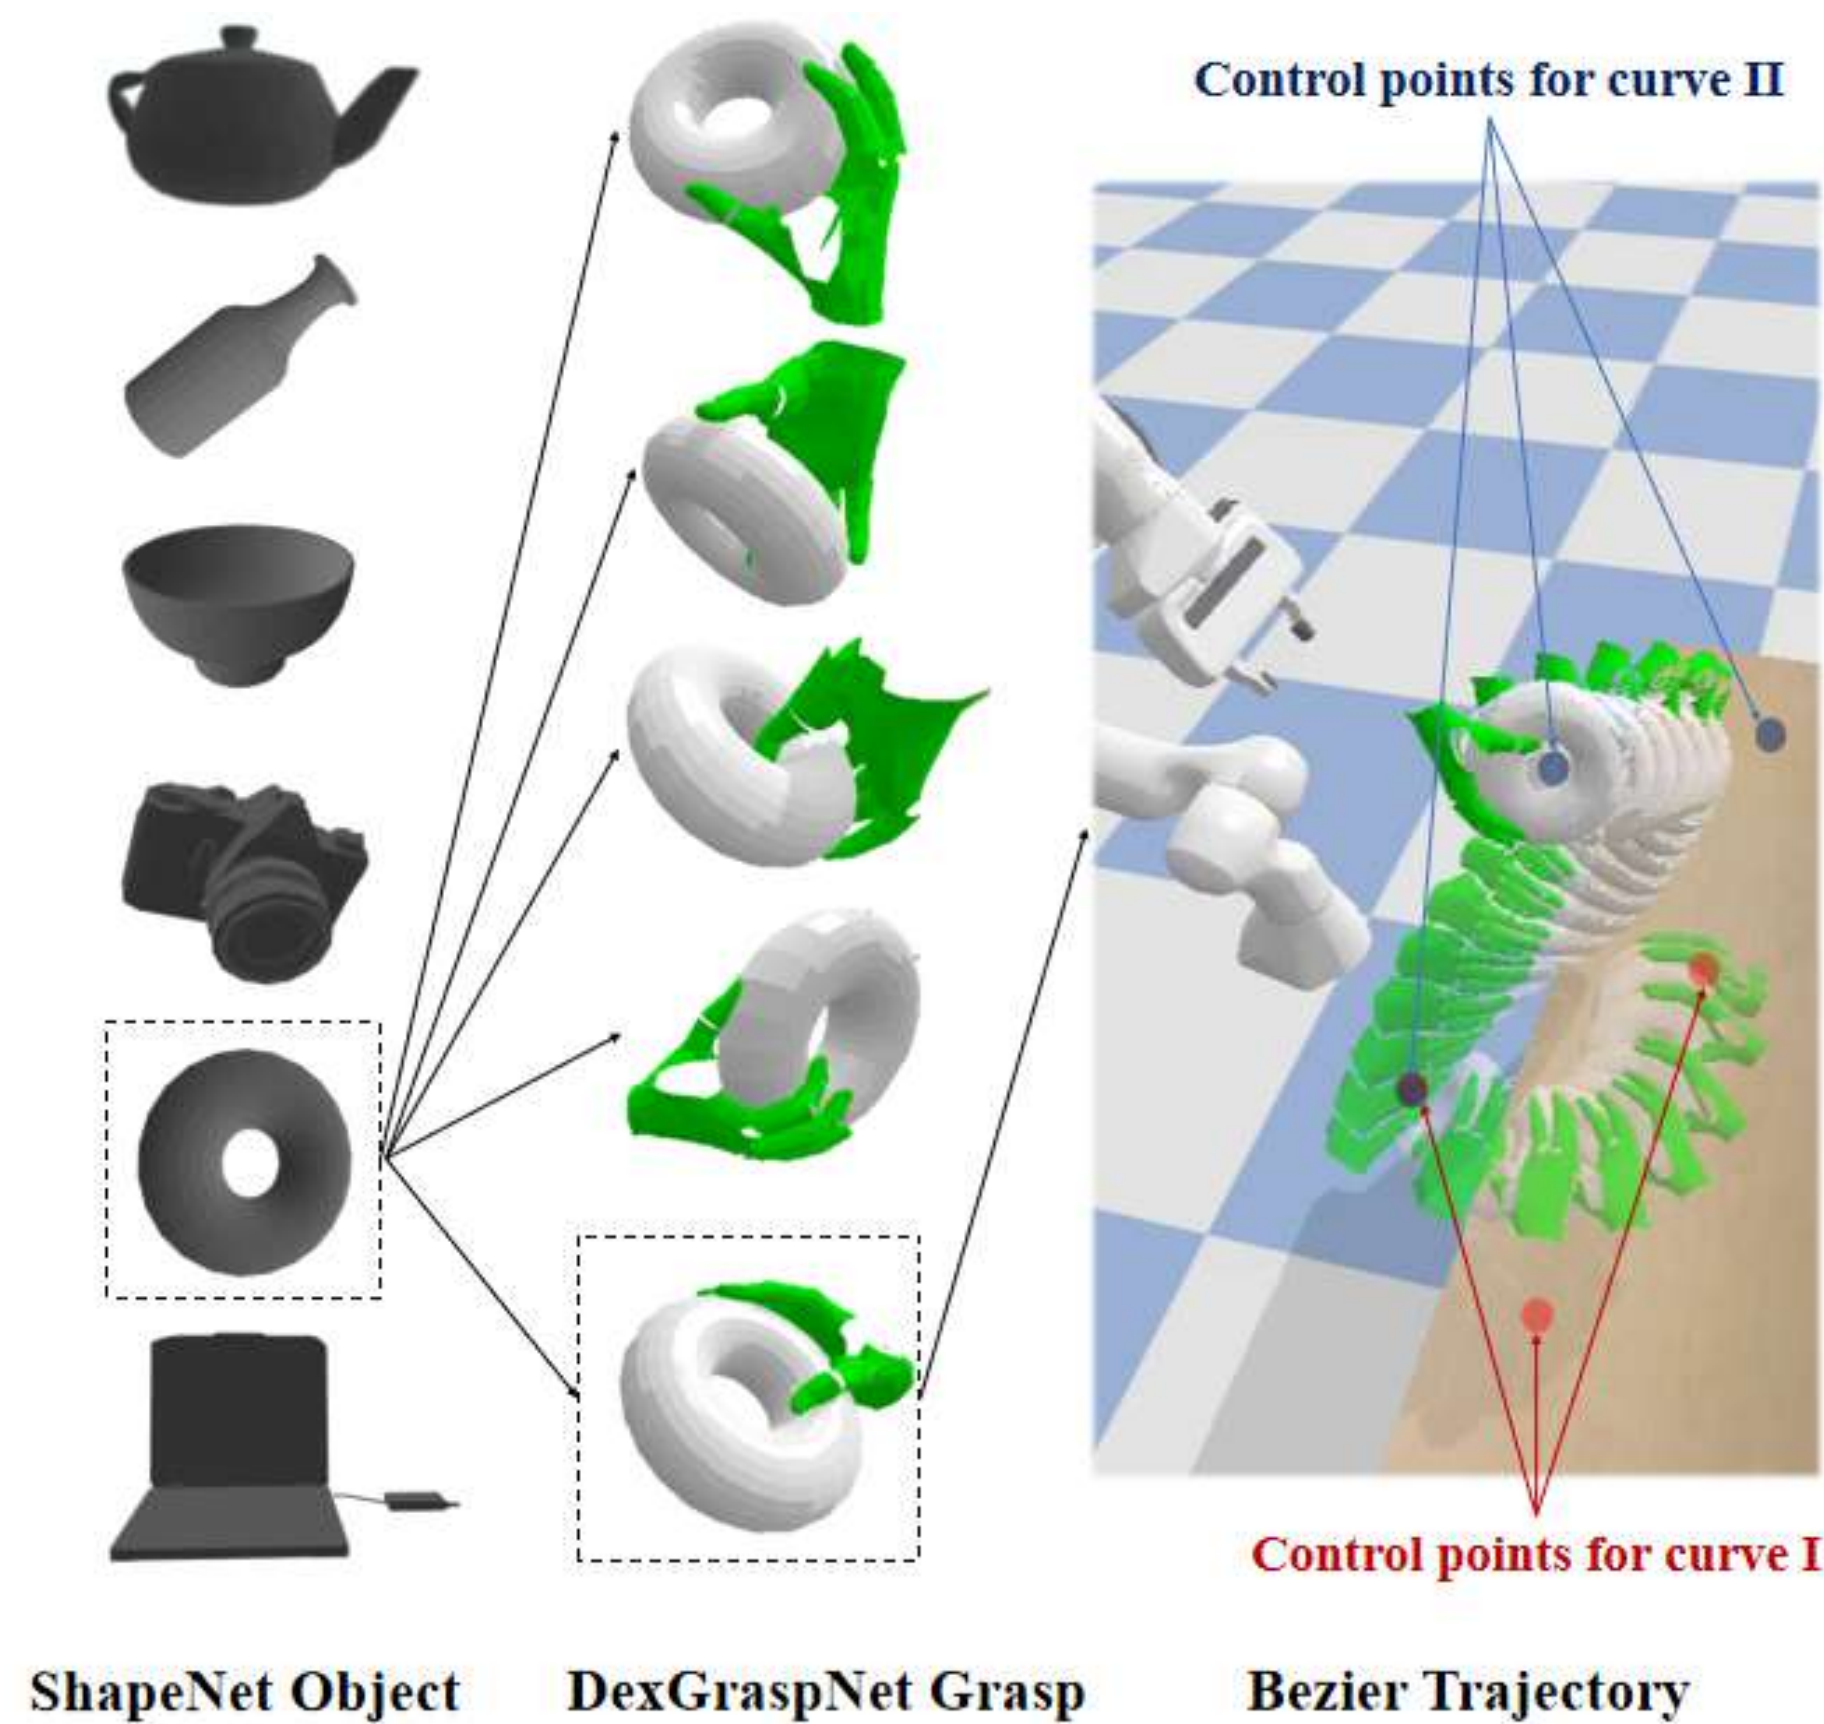 Control points for curve II
Control points for curve I
ShapeNet Object
DexGraspNet Grasp
Bezier Trajectory